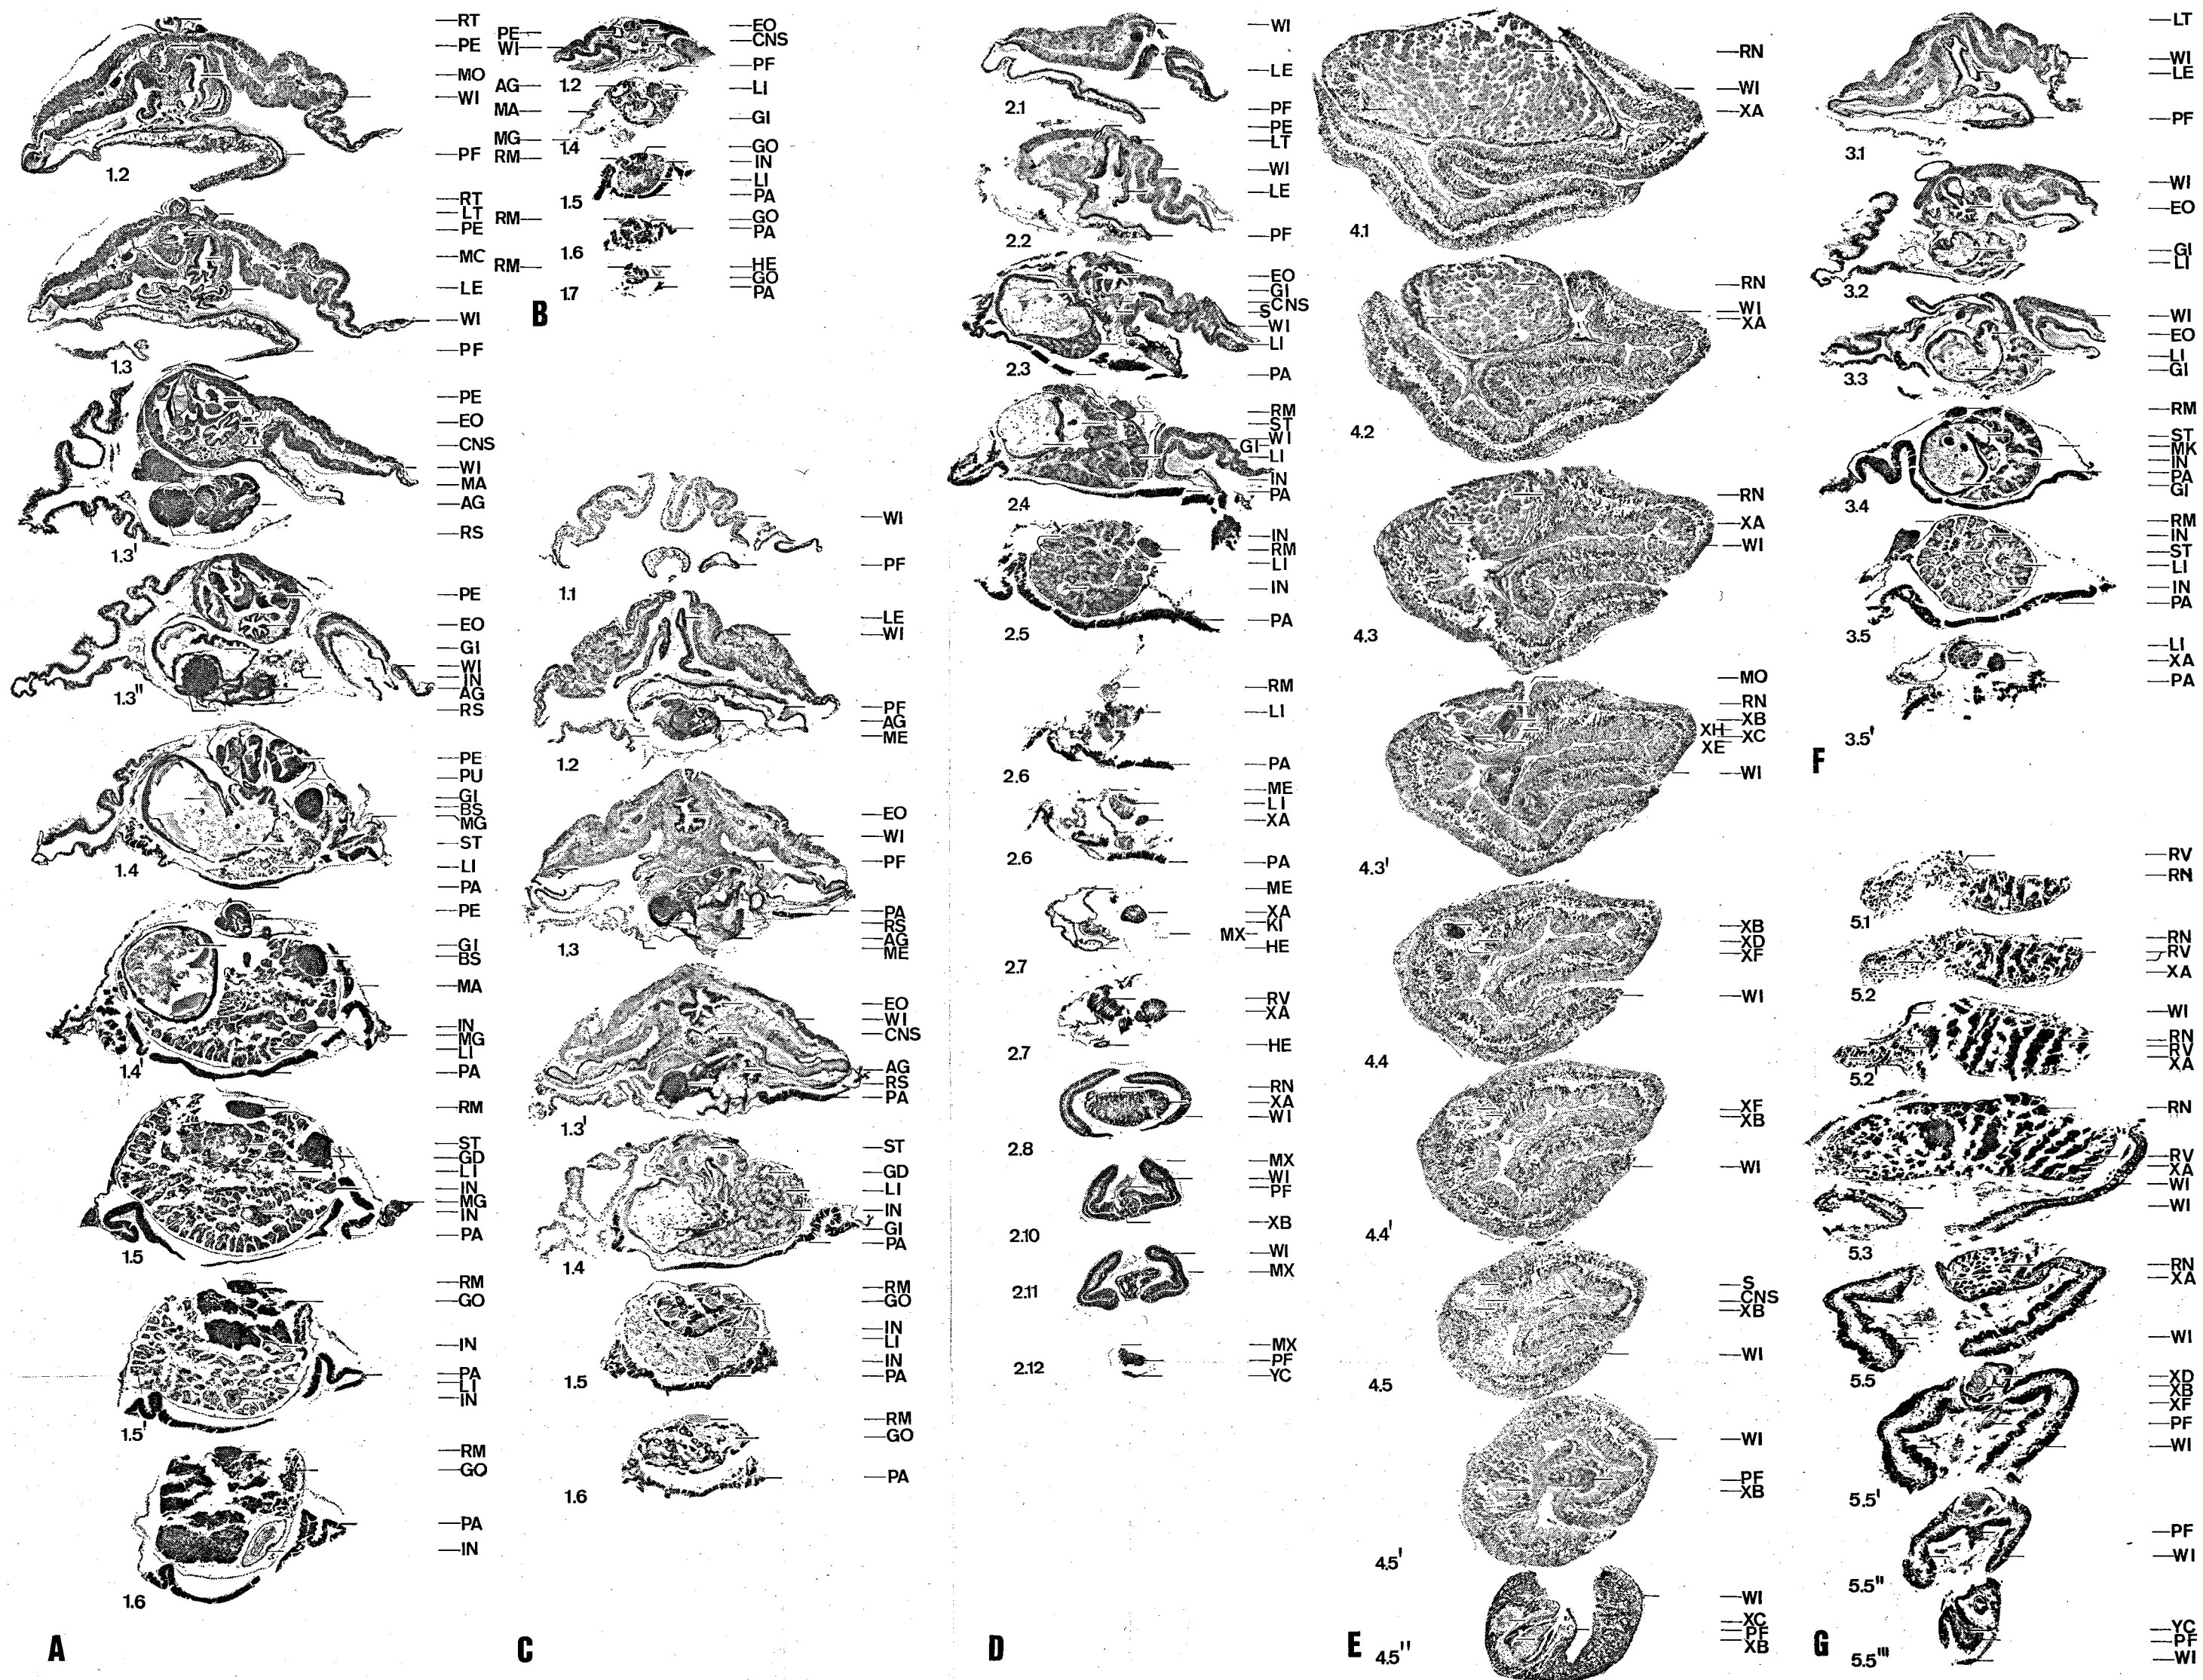 RT
PE
MO
WI
PF
1.2
RT
LT
PE
MC
LE
WI
PF
1.3
PE
EO
CNS
WI
MA
AG
RS
1.3'
PE
EO
GI
WI
IN
AG
RS
1.3"
PE
PU
GI
BS
MG
ST
LI
PA
1.4
PE
GI
BS
MA
IN
MG
LI
PA
1.4'
RM
ST
GD
LI
IN
MG
IN
PA
1.5
RM
GO
IN
PA
LI
IN
1.5'
RM
GO
PA
IN
1.6
A
PE
WI
EO
CNS
PF
1.2
AG
MA
MG
LI
GI
1.4
RM
GO
IN
LI
PA
1.5
RM
GO
PA
1.6
RM
HE
GO
PA
1.7
B
WI
PF
1.1
LE
WI
PF
AG
ME
1.2
EO
WI
PF
PA
RS
AG
ME
1.3
EO
WI
CNS
AG
RS
PA
1.3'
ST
GD
LI
IN
GI
PA
1.4
RM
GO
IN
LI
IN
PA
1.5
RM
GO
PA
1.6
C
WI
LE
PF
2.1
PE
LT
WI
LE
PF
2.2
EO
GI
CNS
S
WI
LI
PA
2.3
RM
ST
WI
GI
LI
IN
PA
2.4
IN
RM
LI
IN
PA
2.5
RM
LI
PA
2.6
ME
LI
XA
PA
2.6
ME
XA
KI
MX
HE
2.7
RV
XA
HE
2.7
RN
XA
WI
2.8
MX
WI
PF
XB
2.10
WI
MX
2.11
MX
PF
YC
2.12
D
RN
WI
XA
4.1
RN
WI
XA
4.2
RN
XA
WI
4.3
MO
RN
XB
XH
XC
XE
WI
4.3'
XB
XD
XF
WI
4.4
XF
XB
WI
4.4'
S
CNS
XB
WI
4.5
WI
PF
XB
4.5'
WI
XC
PF
XB
4.5"
E
LT
WI
LE
PF
3.1
WI
EO
GI
LI
3.2
WI
EO
LI
GI
3.3
RM
ST
MK
IN
PA
GI
3.4
RM
IN
ST
LI
IN
PA
3.5
LI
XA
PA
3.5'
F
RV
RN
5.1
RN
RV
XA
5.2
WI
RN
RV
XA
5.2'
RN
RV
XA
WI
WI
5.3
RN
XA
WI
5.5
XD
XB
XF
PF
WI
5.5'
PF
WI
5.5"
YC
PF
WI
5.5'"
G